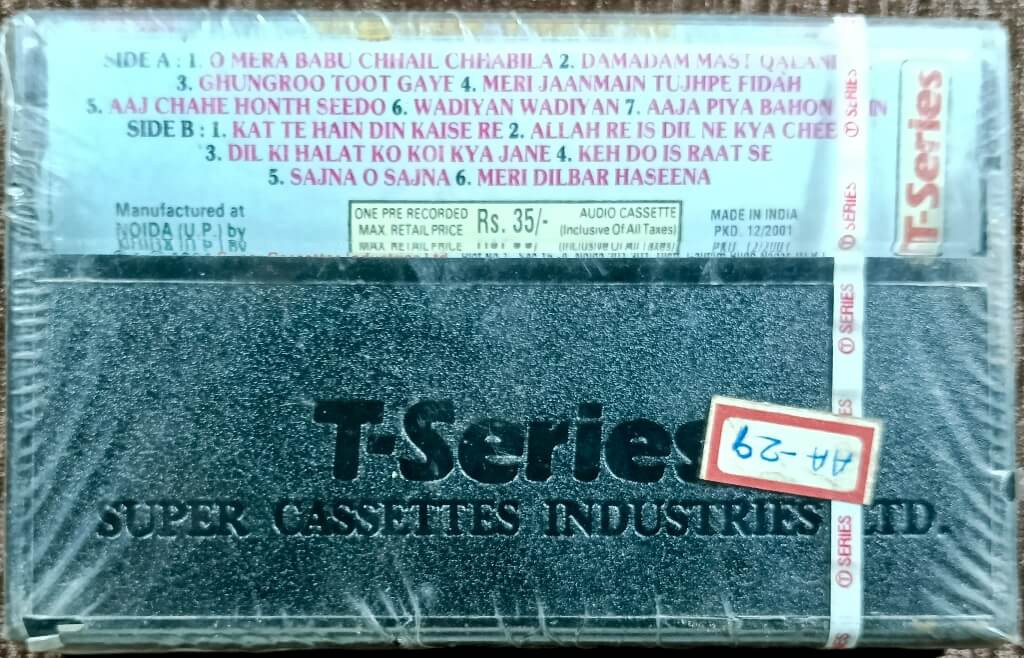 SIDE A : 1. O MERA BABU CHHAIL CHHABILA 2. DAMADAM MAST
3. GHUNGROO TOOT GAYE 4. MERI JAANMAIN TUJHPE FIDAH
5. AAJ CHAHE HONTH SEEDO 6. WADIYAN WADIYAN 7. AAJA PIYA BAHON
SIDE B : 1. KAT TE HAIN DIN KAISE RE 2. ALLAH RE IS DIL NE KYA
3. DIL KI HALAT KO KOI KYA JANE 4. KEH DO IS RAAT SE
5. SAJNA O SAJNA 6. MERI DILBAR HASEENA
Manufactured at
NOIDA (U.P.) by
ONE PRE RECORDED
MAX RETAIL PRICE
Rs. 35/-
AUDIO CASSETTE
(Inclusive Of All Taxes)
MADE IN INDIA
PKD. 12/2001
T-Series
T SERIES
T SERIES
T SERIES
T SERIES
T-Series
AA-29
SUPER CASSETTES INDUSTRIES LTD.